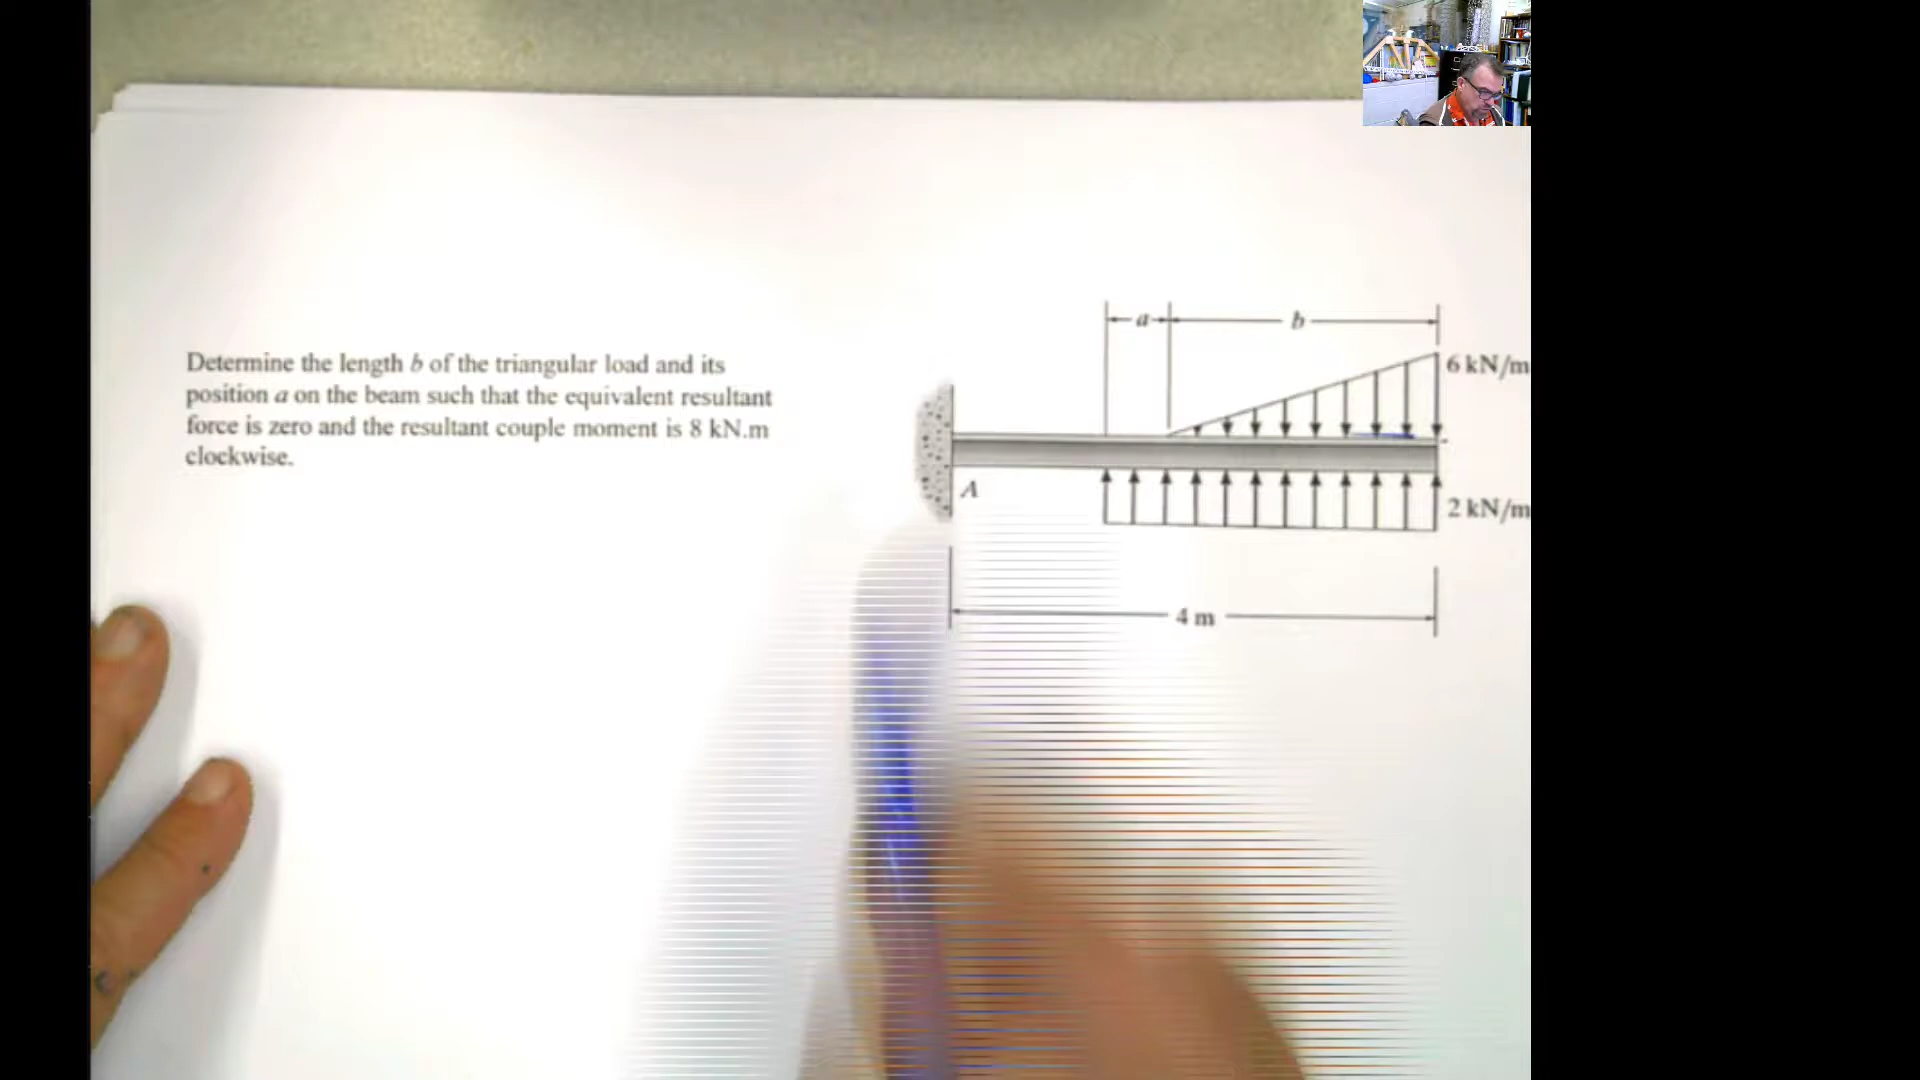 Determine the length b of the triangular load and its
position a on the beam such that the equivalent resultant
force is zero and the resultant couple moment is 8 kN.m
clockwise.
a
b
6 kN/m
A
2 kN/m
4 m